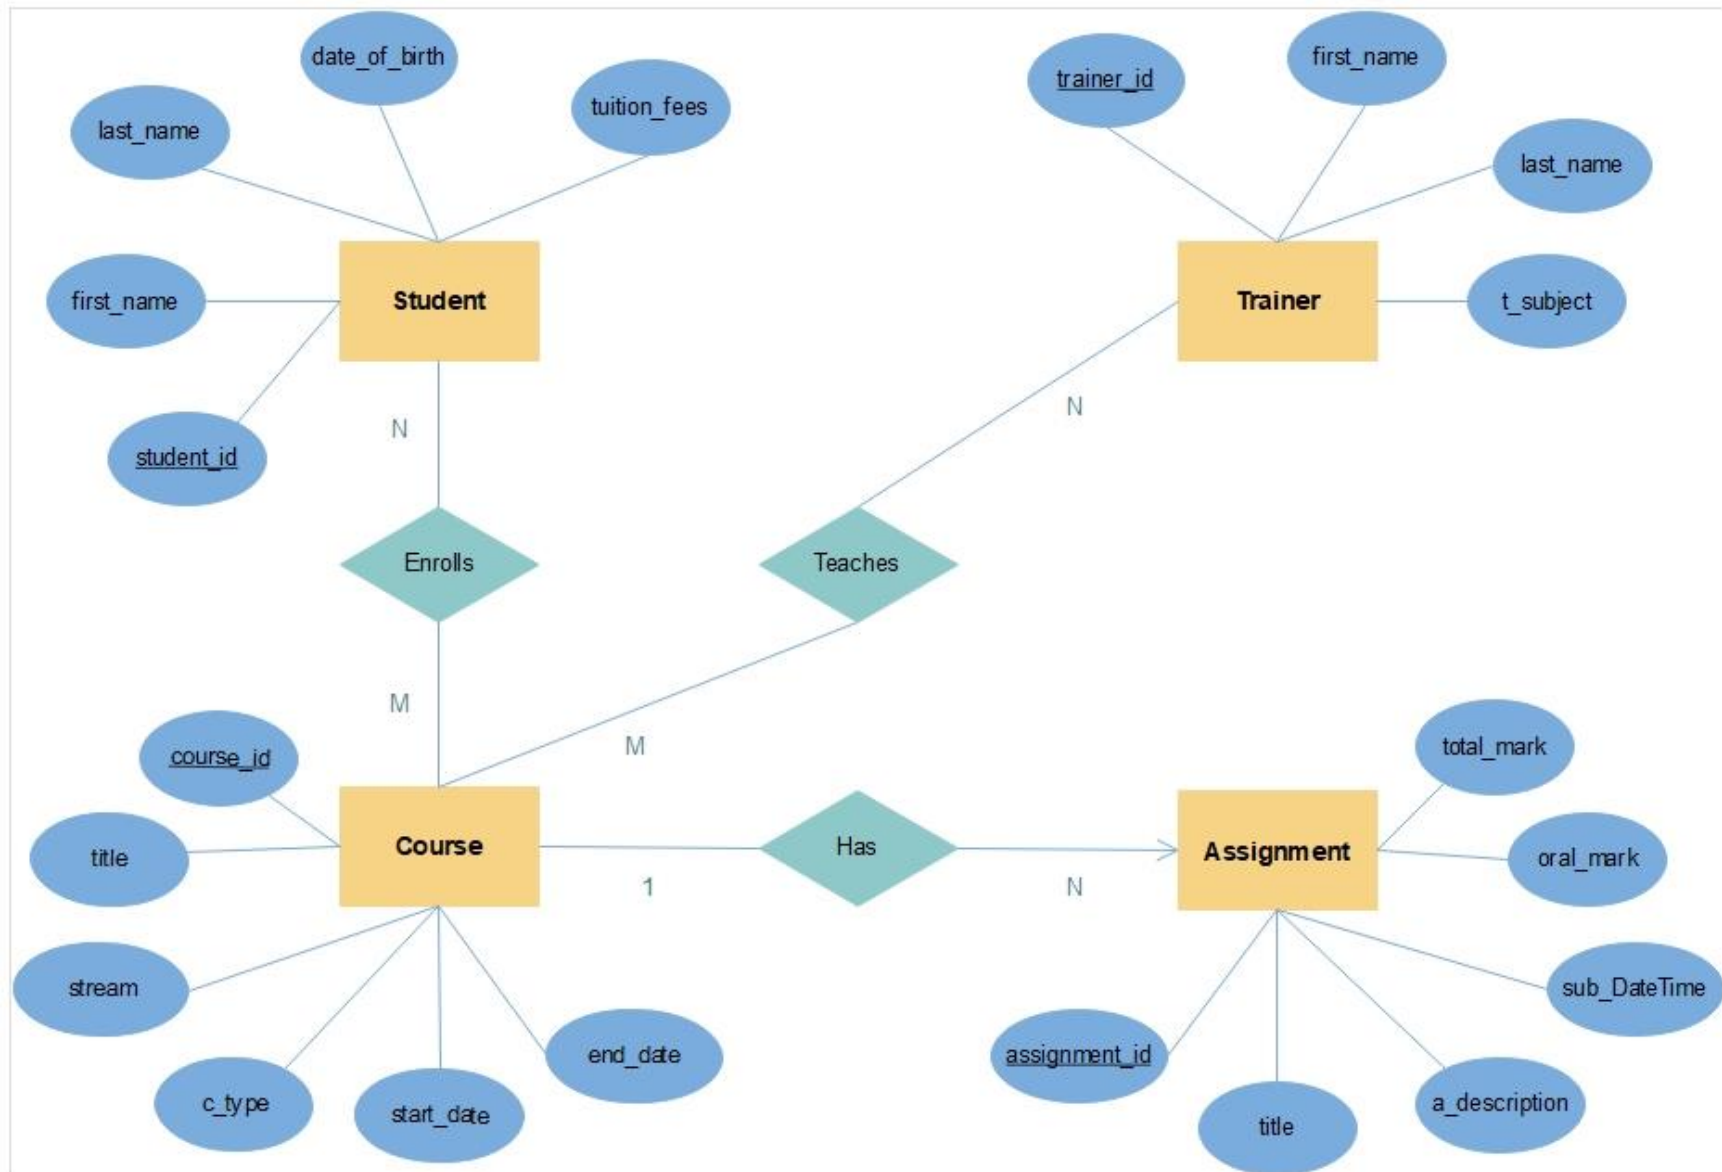 date_of_birth
first_name
trainer_id
tuition_fees
last_name
last_name
Student
Trainer
first_name
t_subject
N
N
student_id
Enrolls
Teaches
M
M
total_mark
course_id
Course
Has
Assignment
title
oral_mark
1
N
stream
sub_DateTime
end_date
assignment_id
c_type
start_date
a_description
title